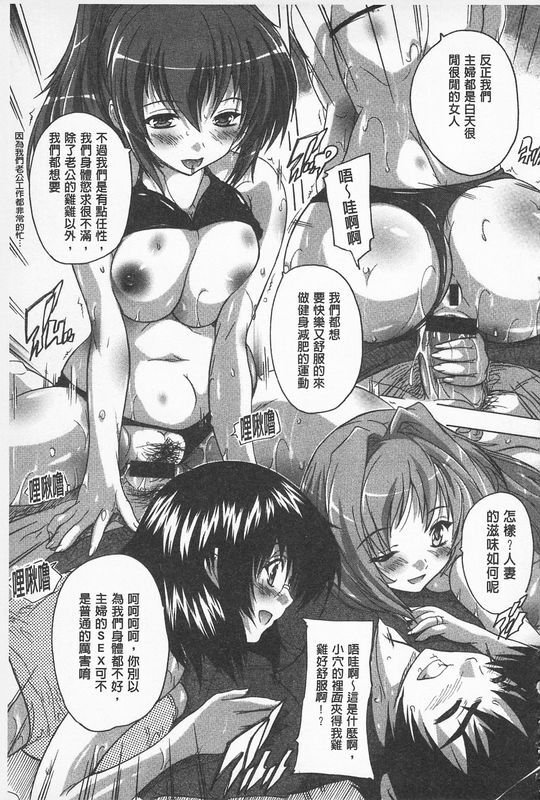 反正我們
主婦都是白天很
閒很閒的女人
唔～哇啊啊
不過我們是有點任性，
我們身體慾求很不滿，
除了老公的雞雞以外，
我們都想要
因為我們老公工作都非常的忙…
我們都想
要快樂又舒服的來
做健身減肥的運動
哩啾嚕
哩啾嚕
哩啾嚕
哩啾嚕
怎樣？人妻
的滋味如何呢
呵呵呵呵，你別以
為我們身體都不好，
主婦的SEX可不
是普通的厲害唷
唔哇啊～這是什麼啊，
小穴的裡面夾得我雞
雞好舒服啊！？